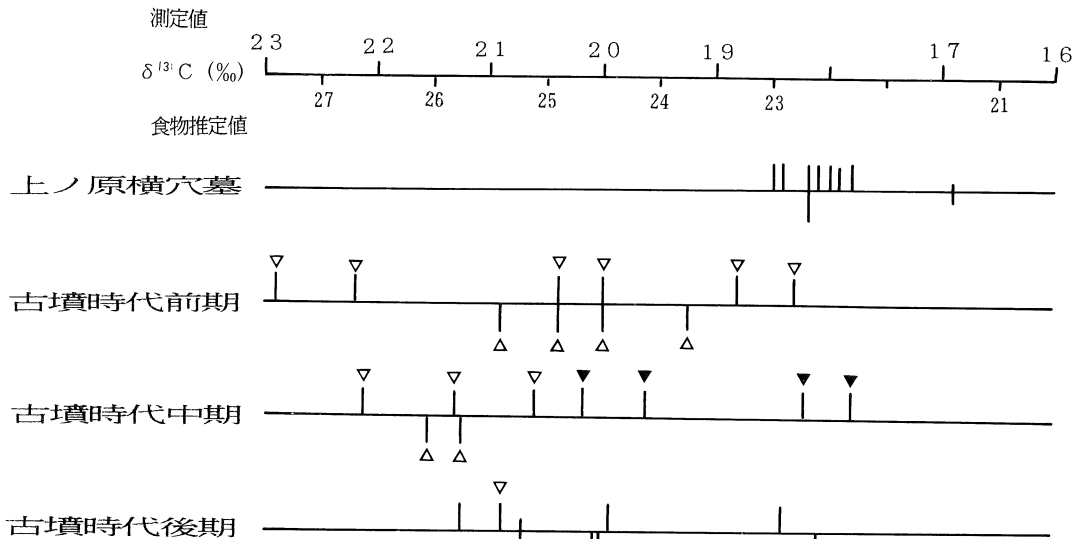 測定値
23 22 21 20 19 17 16
δ¹³C (‰)
27 26 25 24 23 21
食物推定値
上ノ原横穴墓
古墳時代前期
古墳時代中期
古墳時代後期